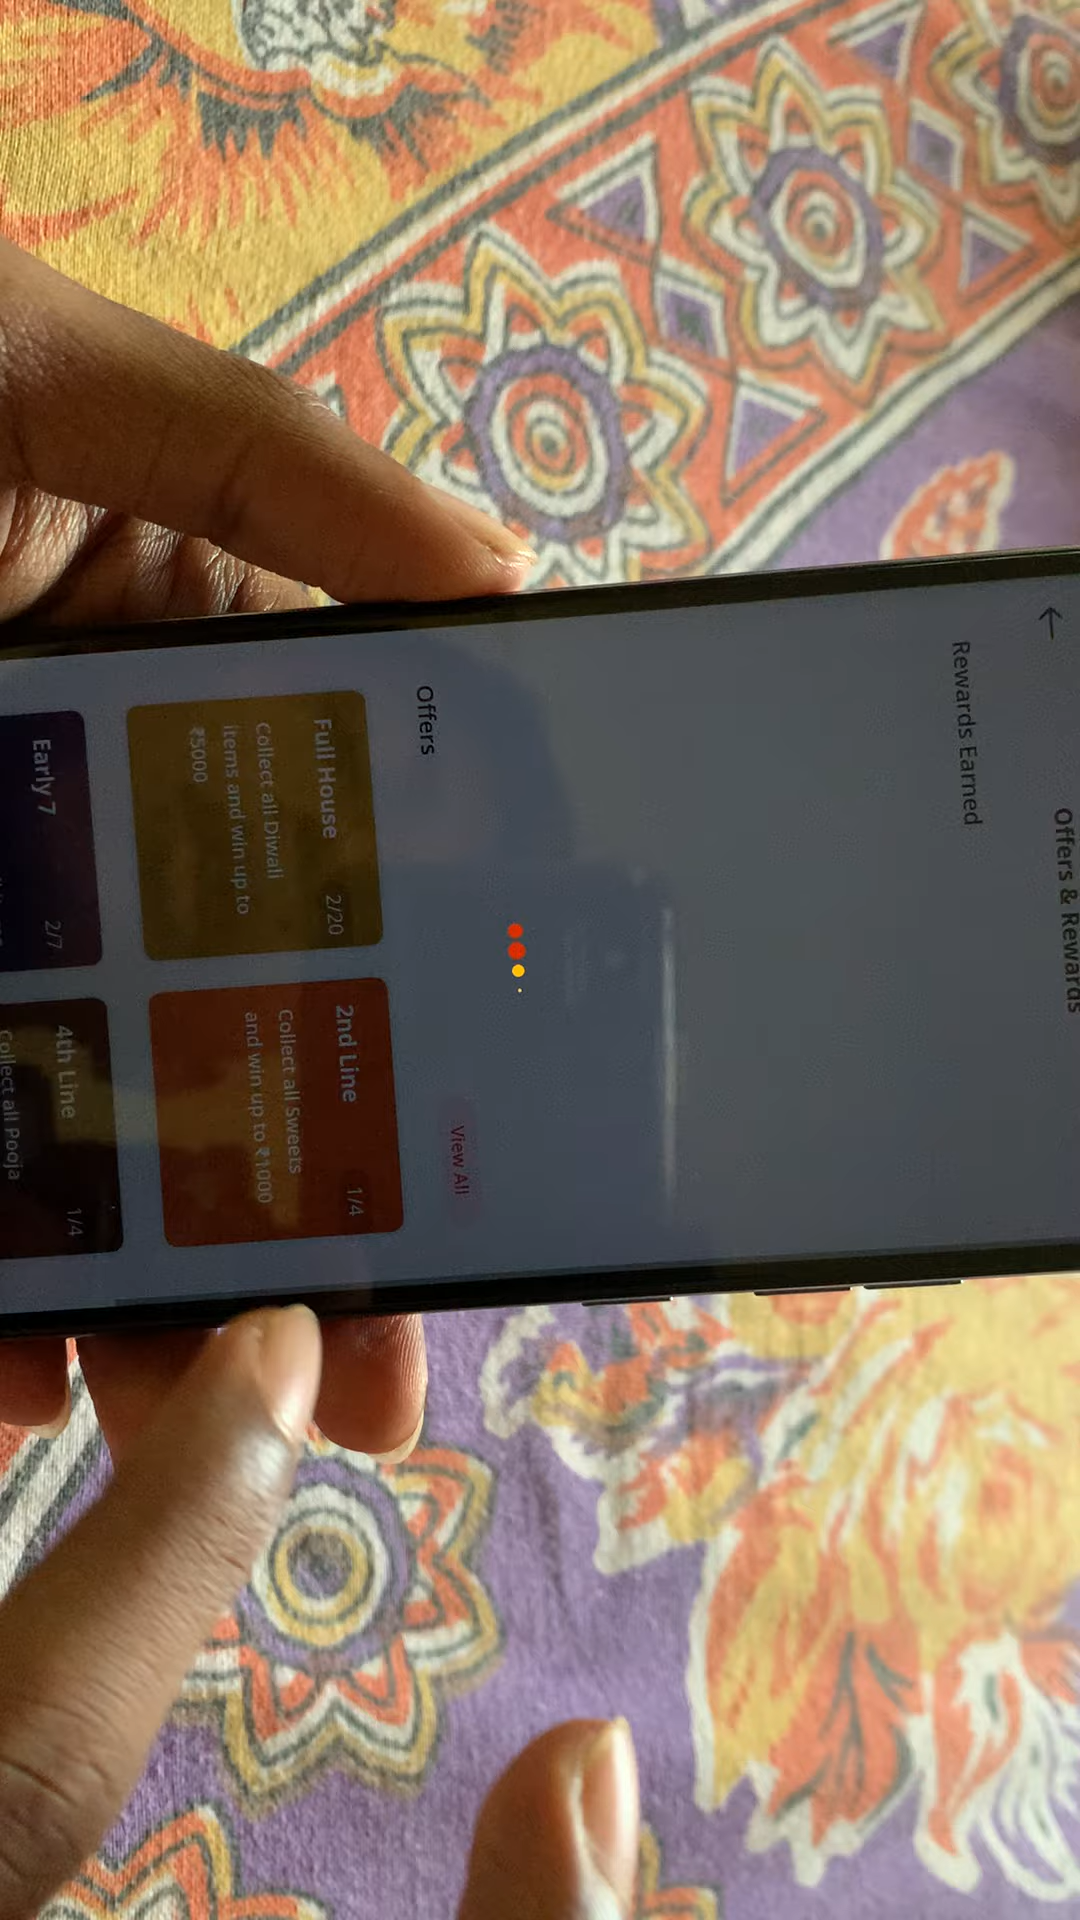 Offers & Rewards
Rewards Earned
Offers
View All
Full House
2/20
Collect all Diwali
items and win up to
₹5000
2nd Line
1/4
Collect all Sweets
and win up to ₹1000
Early 7
2/7
4th Line
1/4
Collect all Pooja